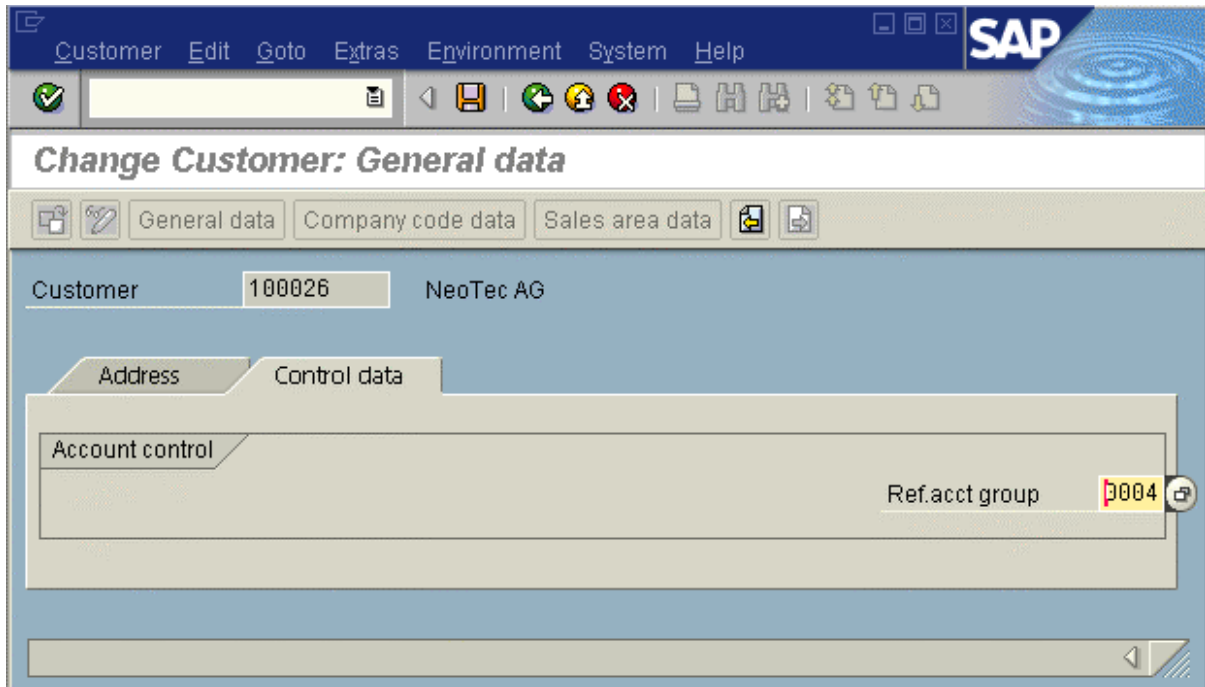 Customer Edit Goto Extras Environment System Help
SAP
Change Customer: General data
General data Company code data Sales area data
Customer 100026 NeoTec AG
Address Control data
Account control
Ref.acct group 0004